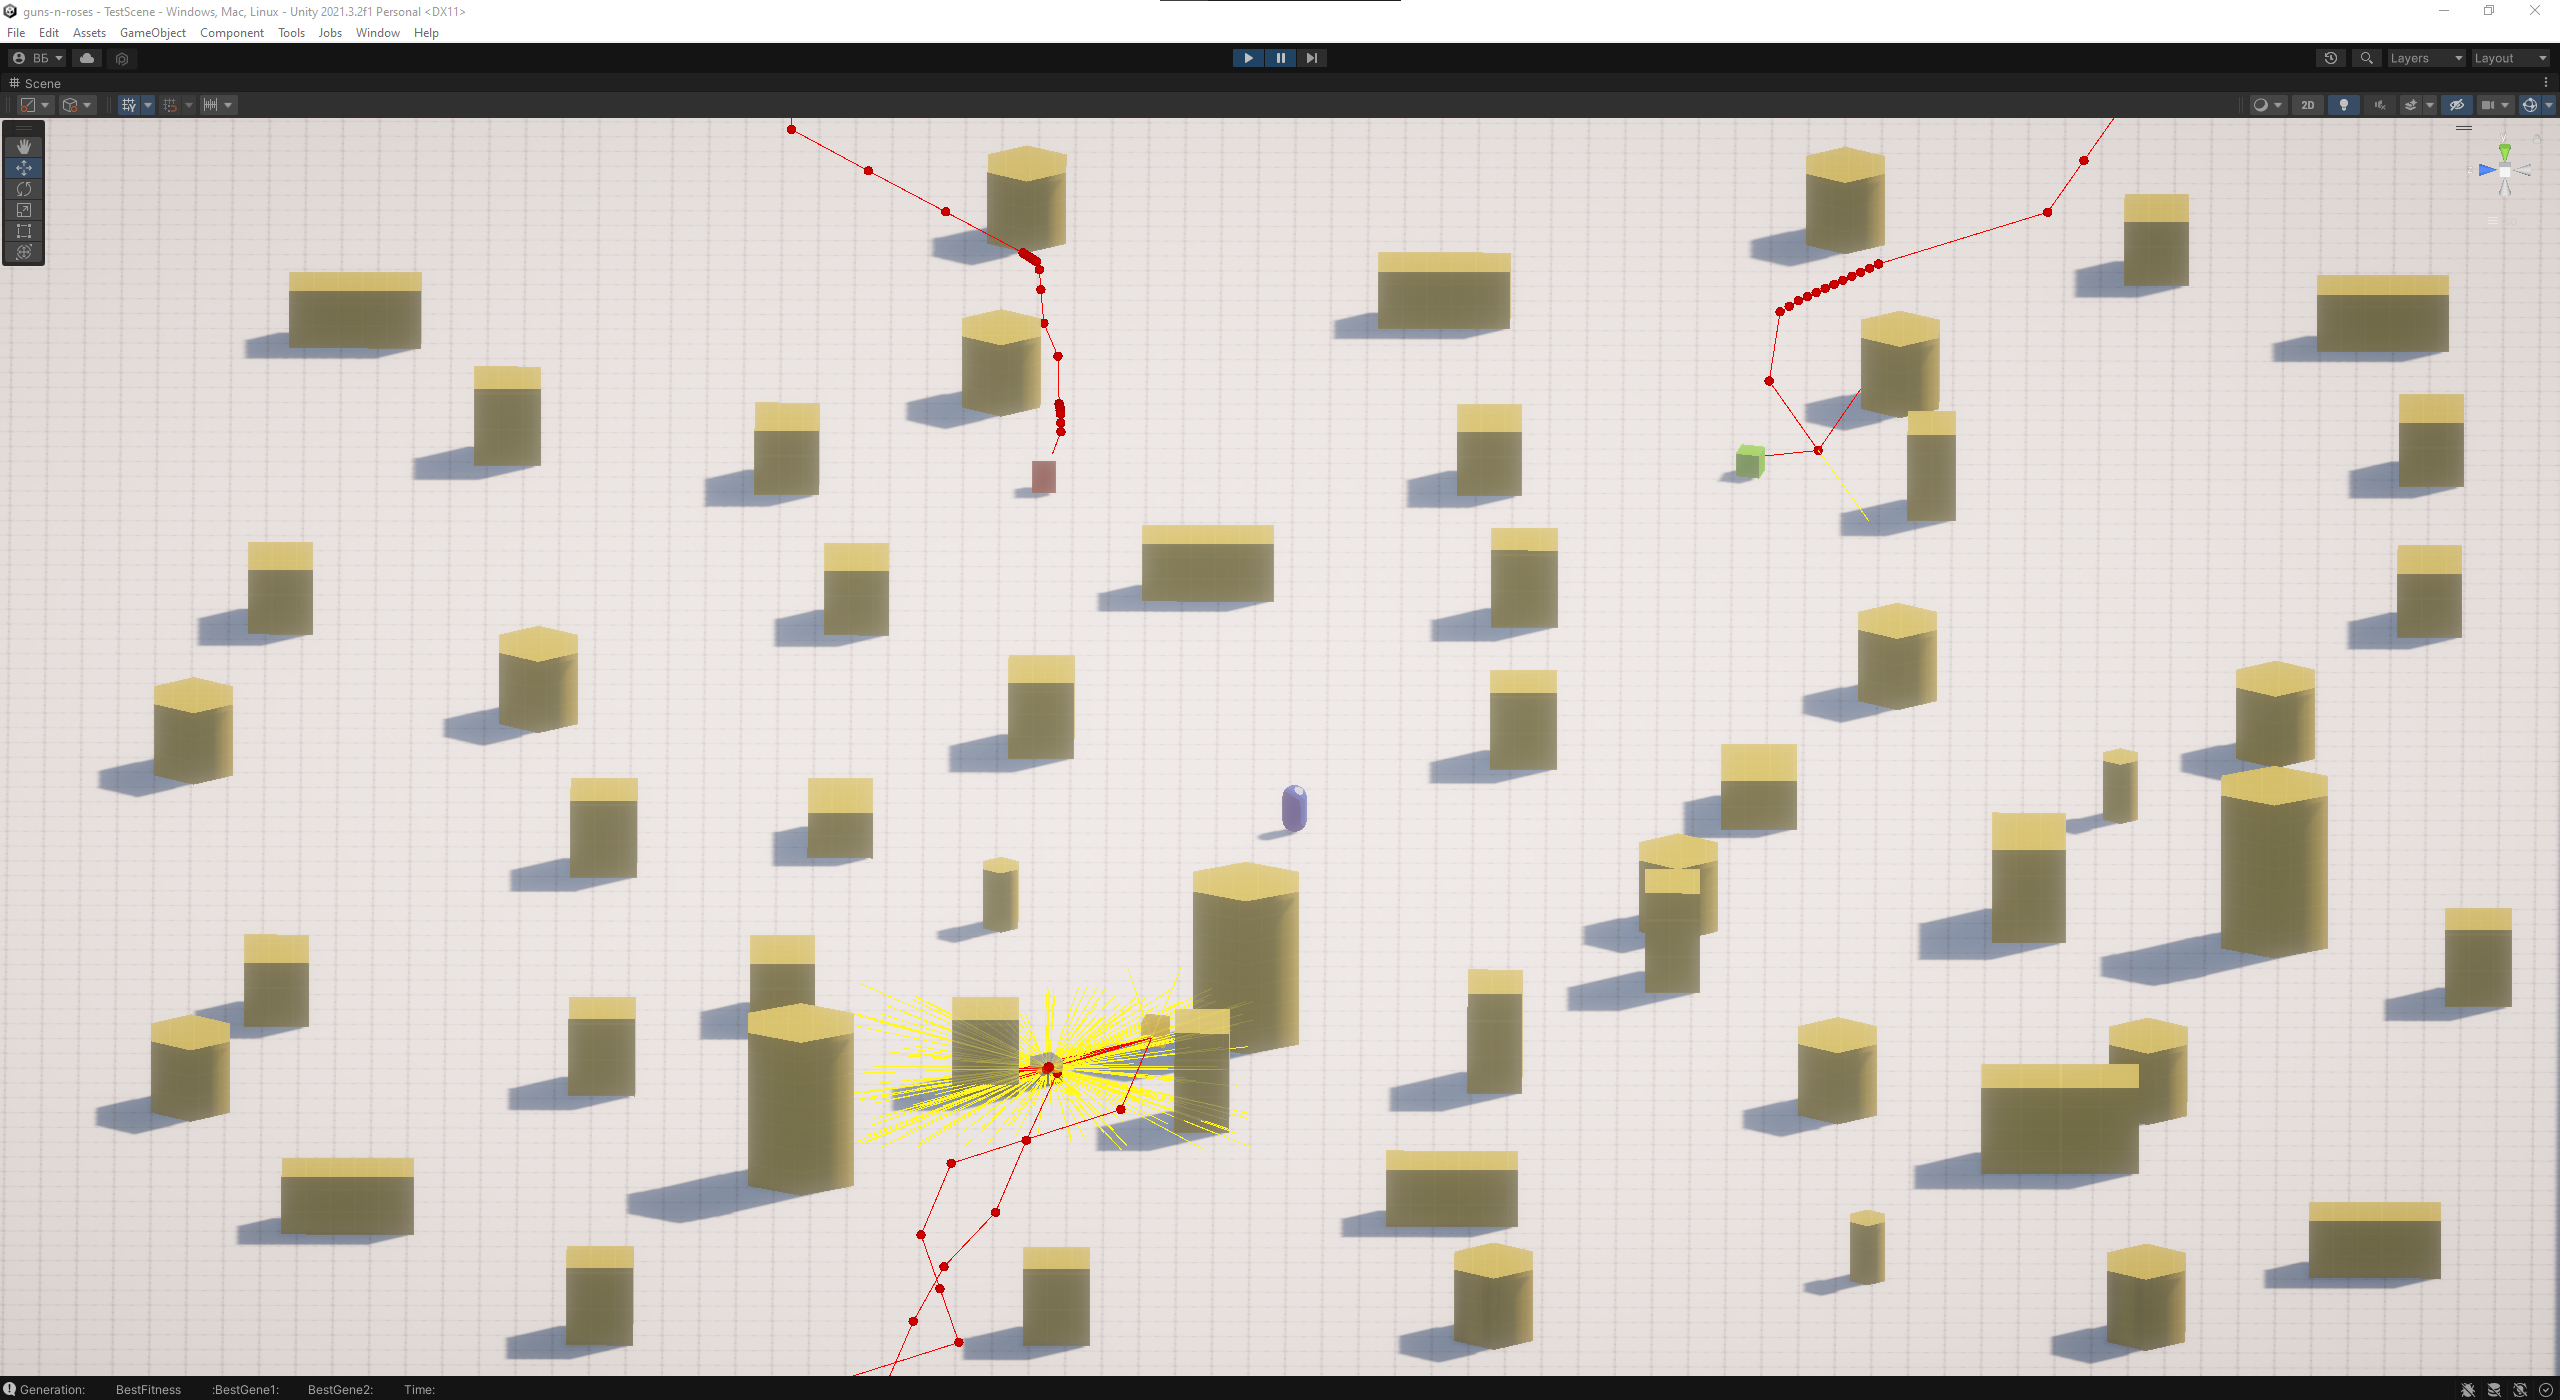 guns-n-roses - TestScene - Windows, Mac, Linux - Unity 2021.3.2f1 Personal <DX11>
File Edit Assets GameObject Component Tools Jobs Window Help
ВБ Layers Layout
Scene
2D
Generation: BestFitness :BestGene1: BestGene2: Time: